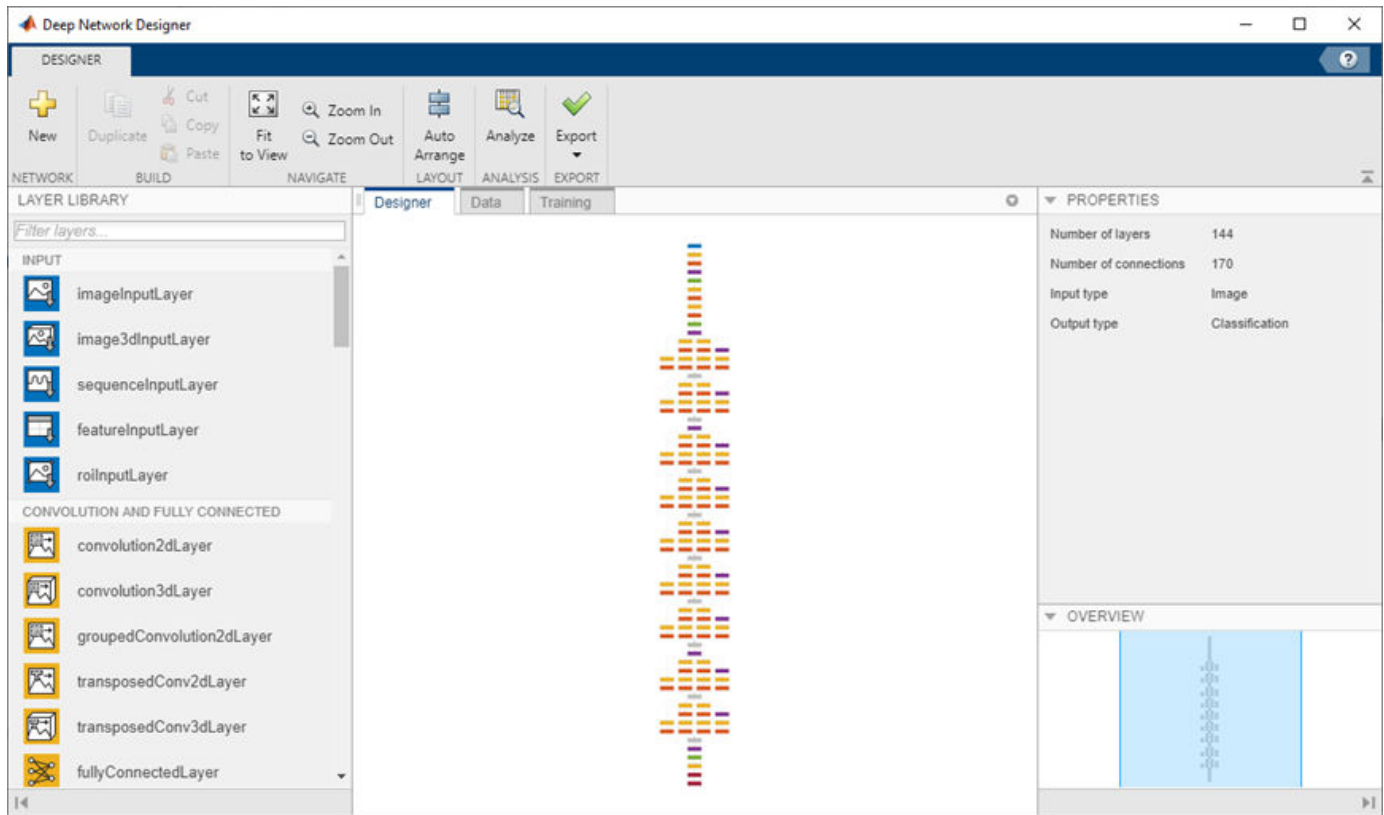 Deep Network Designer
DESIGNER
?
New
Duplicate
Cut
Copy
Paste
Fit
to View
Zoom In
Zoom Out
Auto
Arrange
Analyze
Export
NETWORK BUILD NAVIGATE LAYOUT ANALYSIS EXPORT
LAYER LIBRARY
Filter layers...
INPUT
imageInputLayer
image3dInputLayer
sequenceInputLayer
featureInputLayer
roiInputLayer
CONVOLUTION AND FULLY CONNECTED
convolution2dLayer
convolution3dLayer
groupedConvolution2dLayer
transposedConv2dLayer
transposedConv3dLayer
fullyConnectedLayer
Designer Data Training
PROPERTIES
Number of layers 144
Number of connections 170
Input type Image
Output type Classification
OVERVIEW